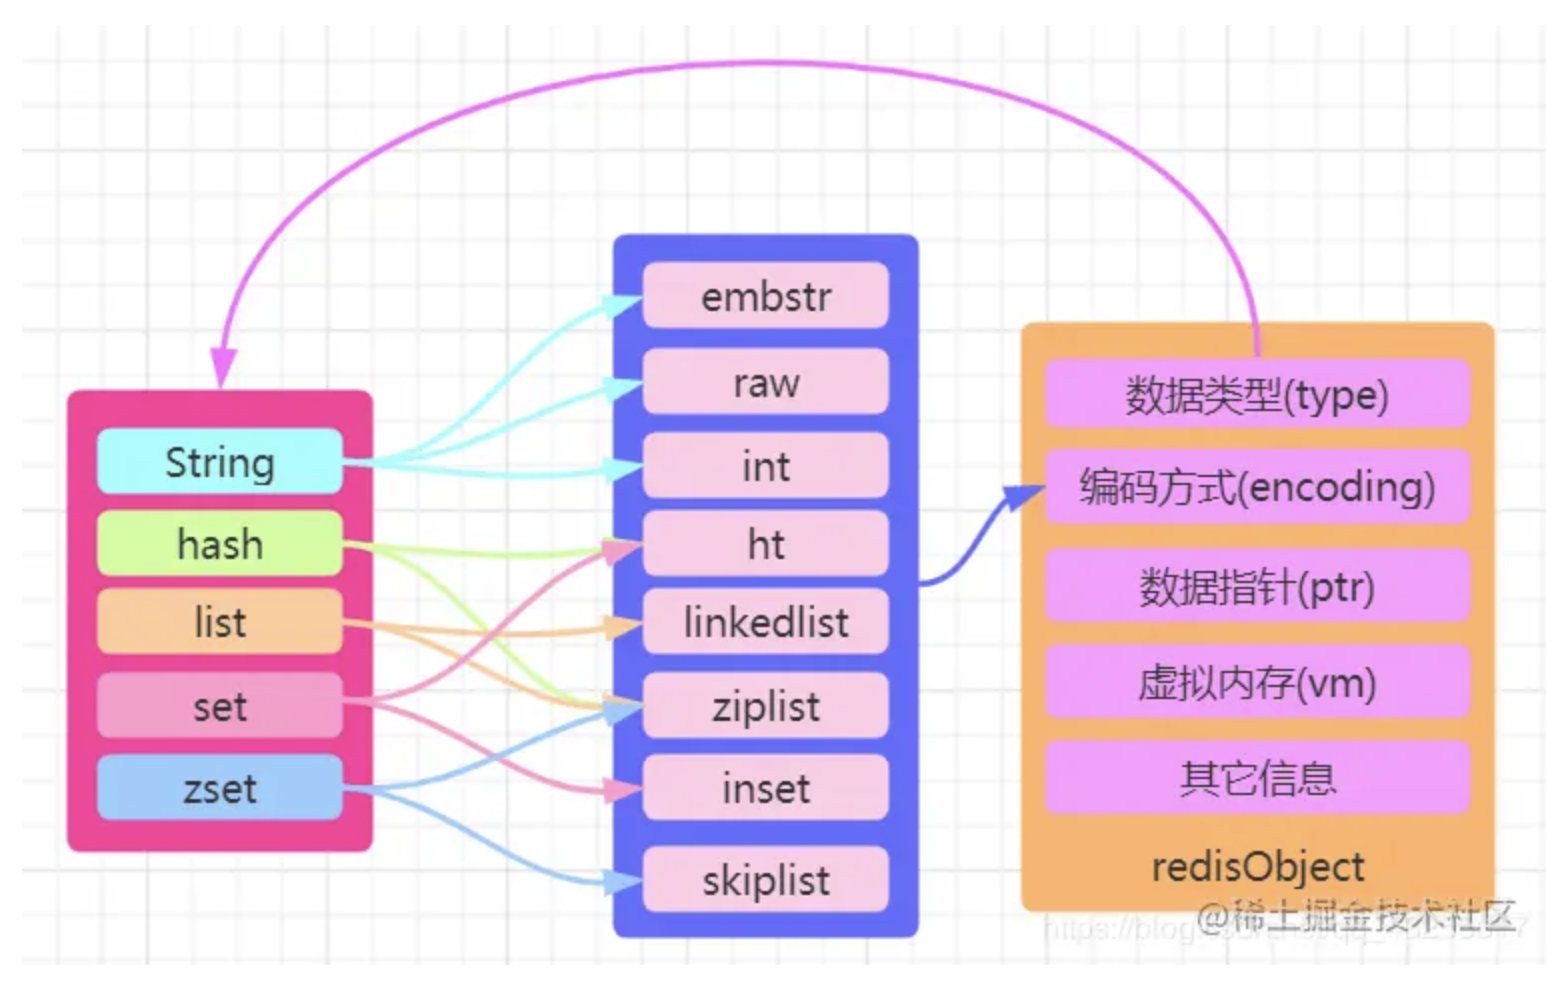 String
hash
list
set
zset
embstr
raw
int
ht
linkedlist
ziplist
inset
skiplist
数据类型(type)
编码方式(encoding)
数据指针(ptr)
虚拟内存(vm)
其它信息
redisObject
@稀土掘金技术社区
https://blog